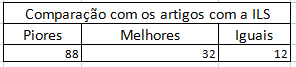 Comparação com os artigos com a ILS
Piores Melhores Iguais
88 32 12